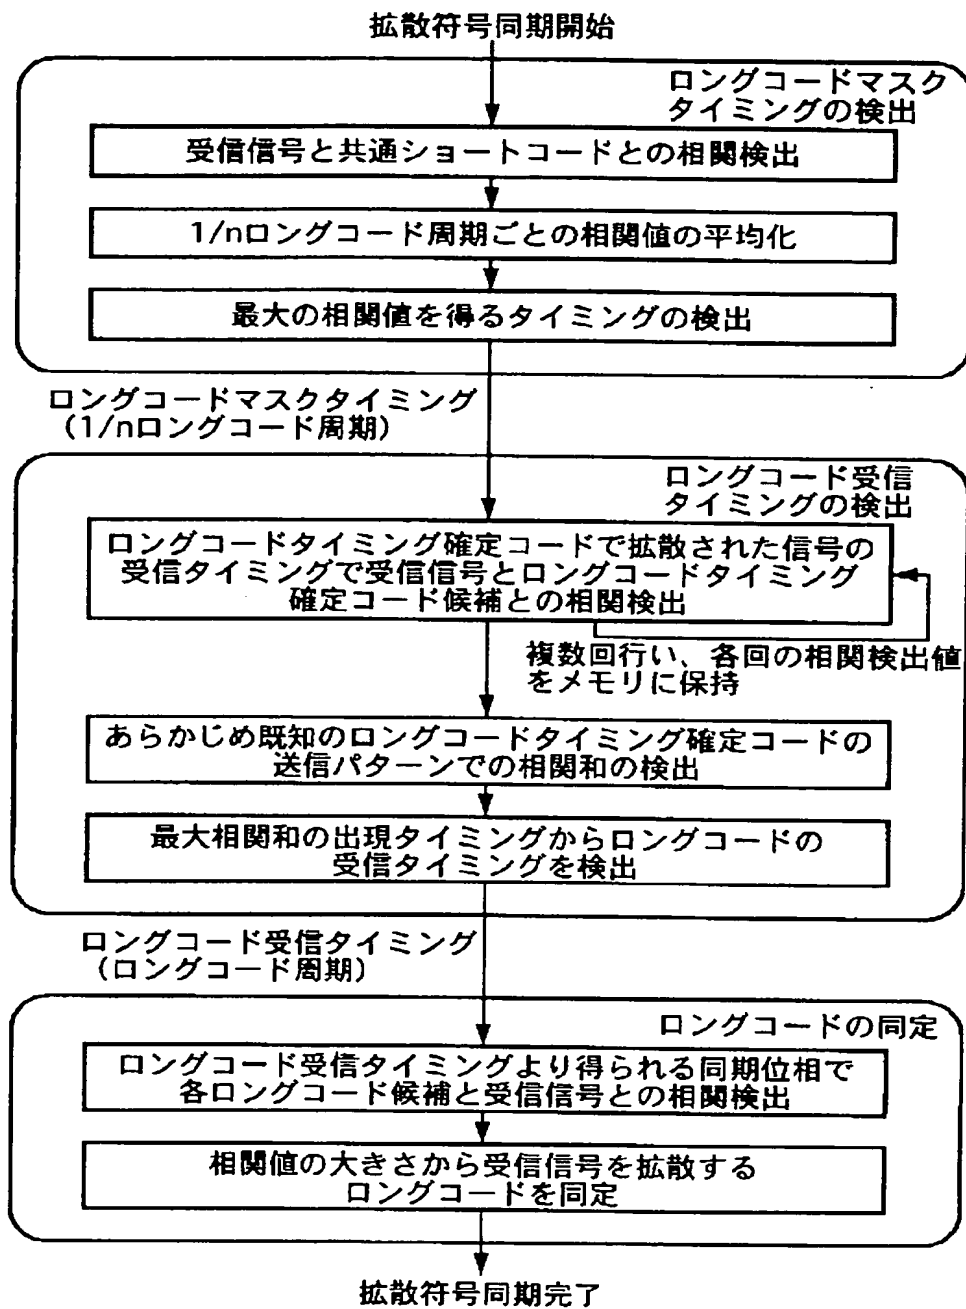 拡散符号同期開始
ロングコードマスク
タイミングの検出
受信信号と共通ショートコードとの相関検出
1/nロングコード周期ごとの相関値の平均化
最大の相関値を得るタイミングの検出
ロングコードマスクタイミング
（1/nロングコード周期）
ロングコード受信
タイミングの検出
ロングコードタイミング確定コードで拡散された信号の
受信タイミングで受信信号とロングコードタイミング
確定コード候補との相関検出
複数回行い、各回の相関検出値
をメモリに保持
あらかじめ既知のロングコードタイミング確定コードの
送信パターンでの相関和の検出
最大相関和の出現タイミングからロングコードの
受信タイミングを検出
ロングコード受信タイミング
（ロングコード周期）
ロングコードの同定
ロングコード受信タイミングより得られる同期位相で
各ロングコード候補と受信信号との相関検出
相関値の大きさから受信信号を拡散する
ロングコードを同定
拡散符号同期完了